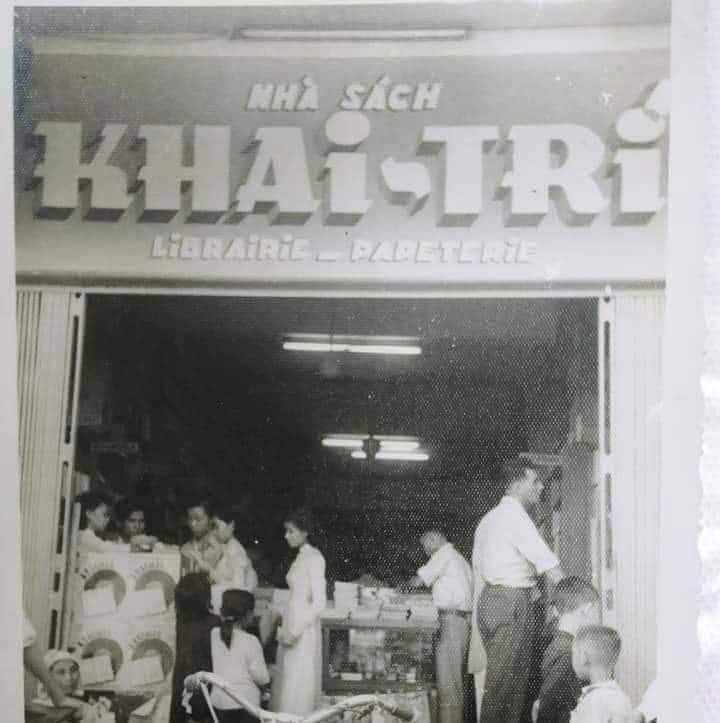 NHÀ SÁCH
KHAi-TRÍ
LiBRAiRiE - PAPETERiE